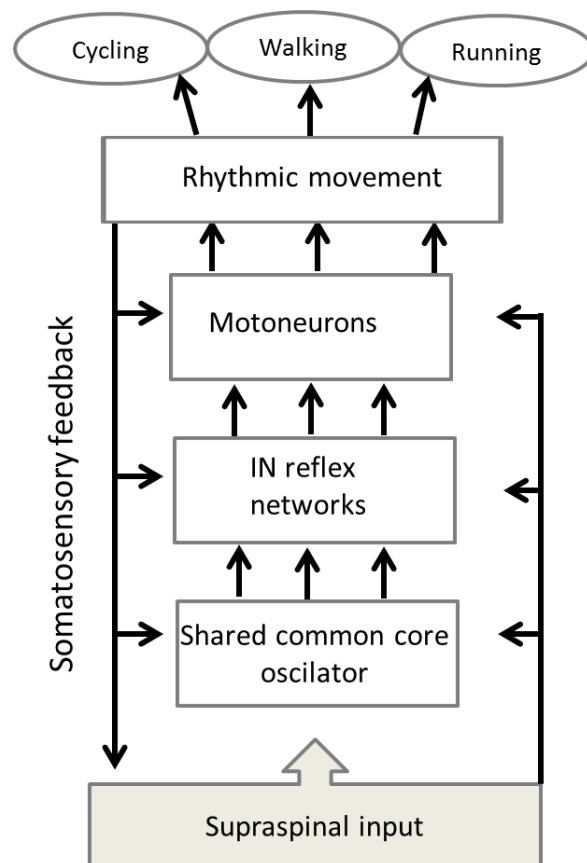 Cycling
Walking
Running
Rhythmic movement
Motoneurons
IN reflex
networks
Shared common core
oscilator
Somatosensory feedback
Supraspinal input